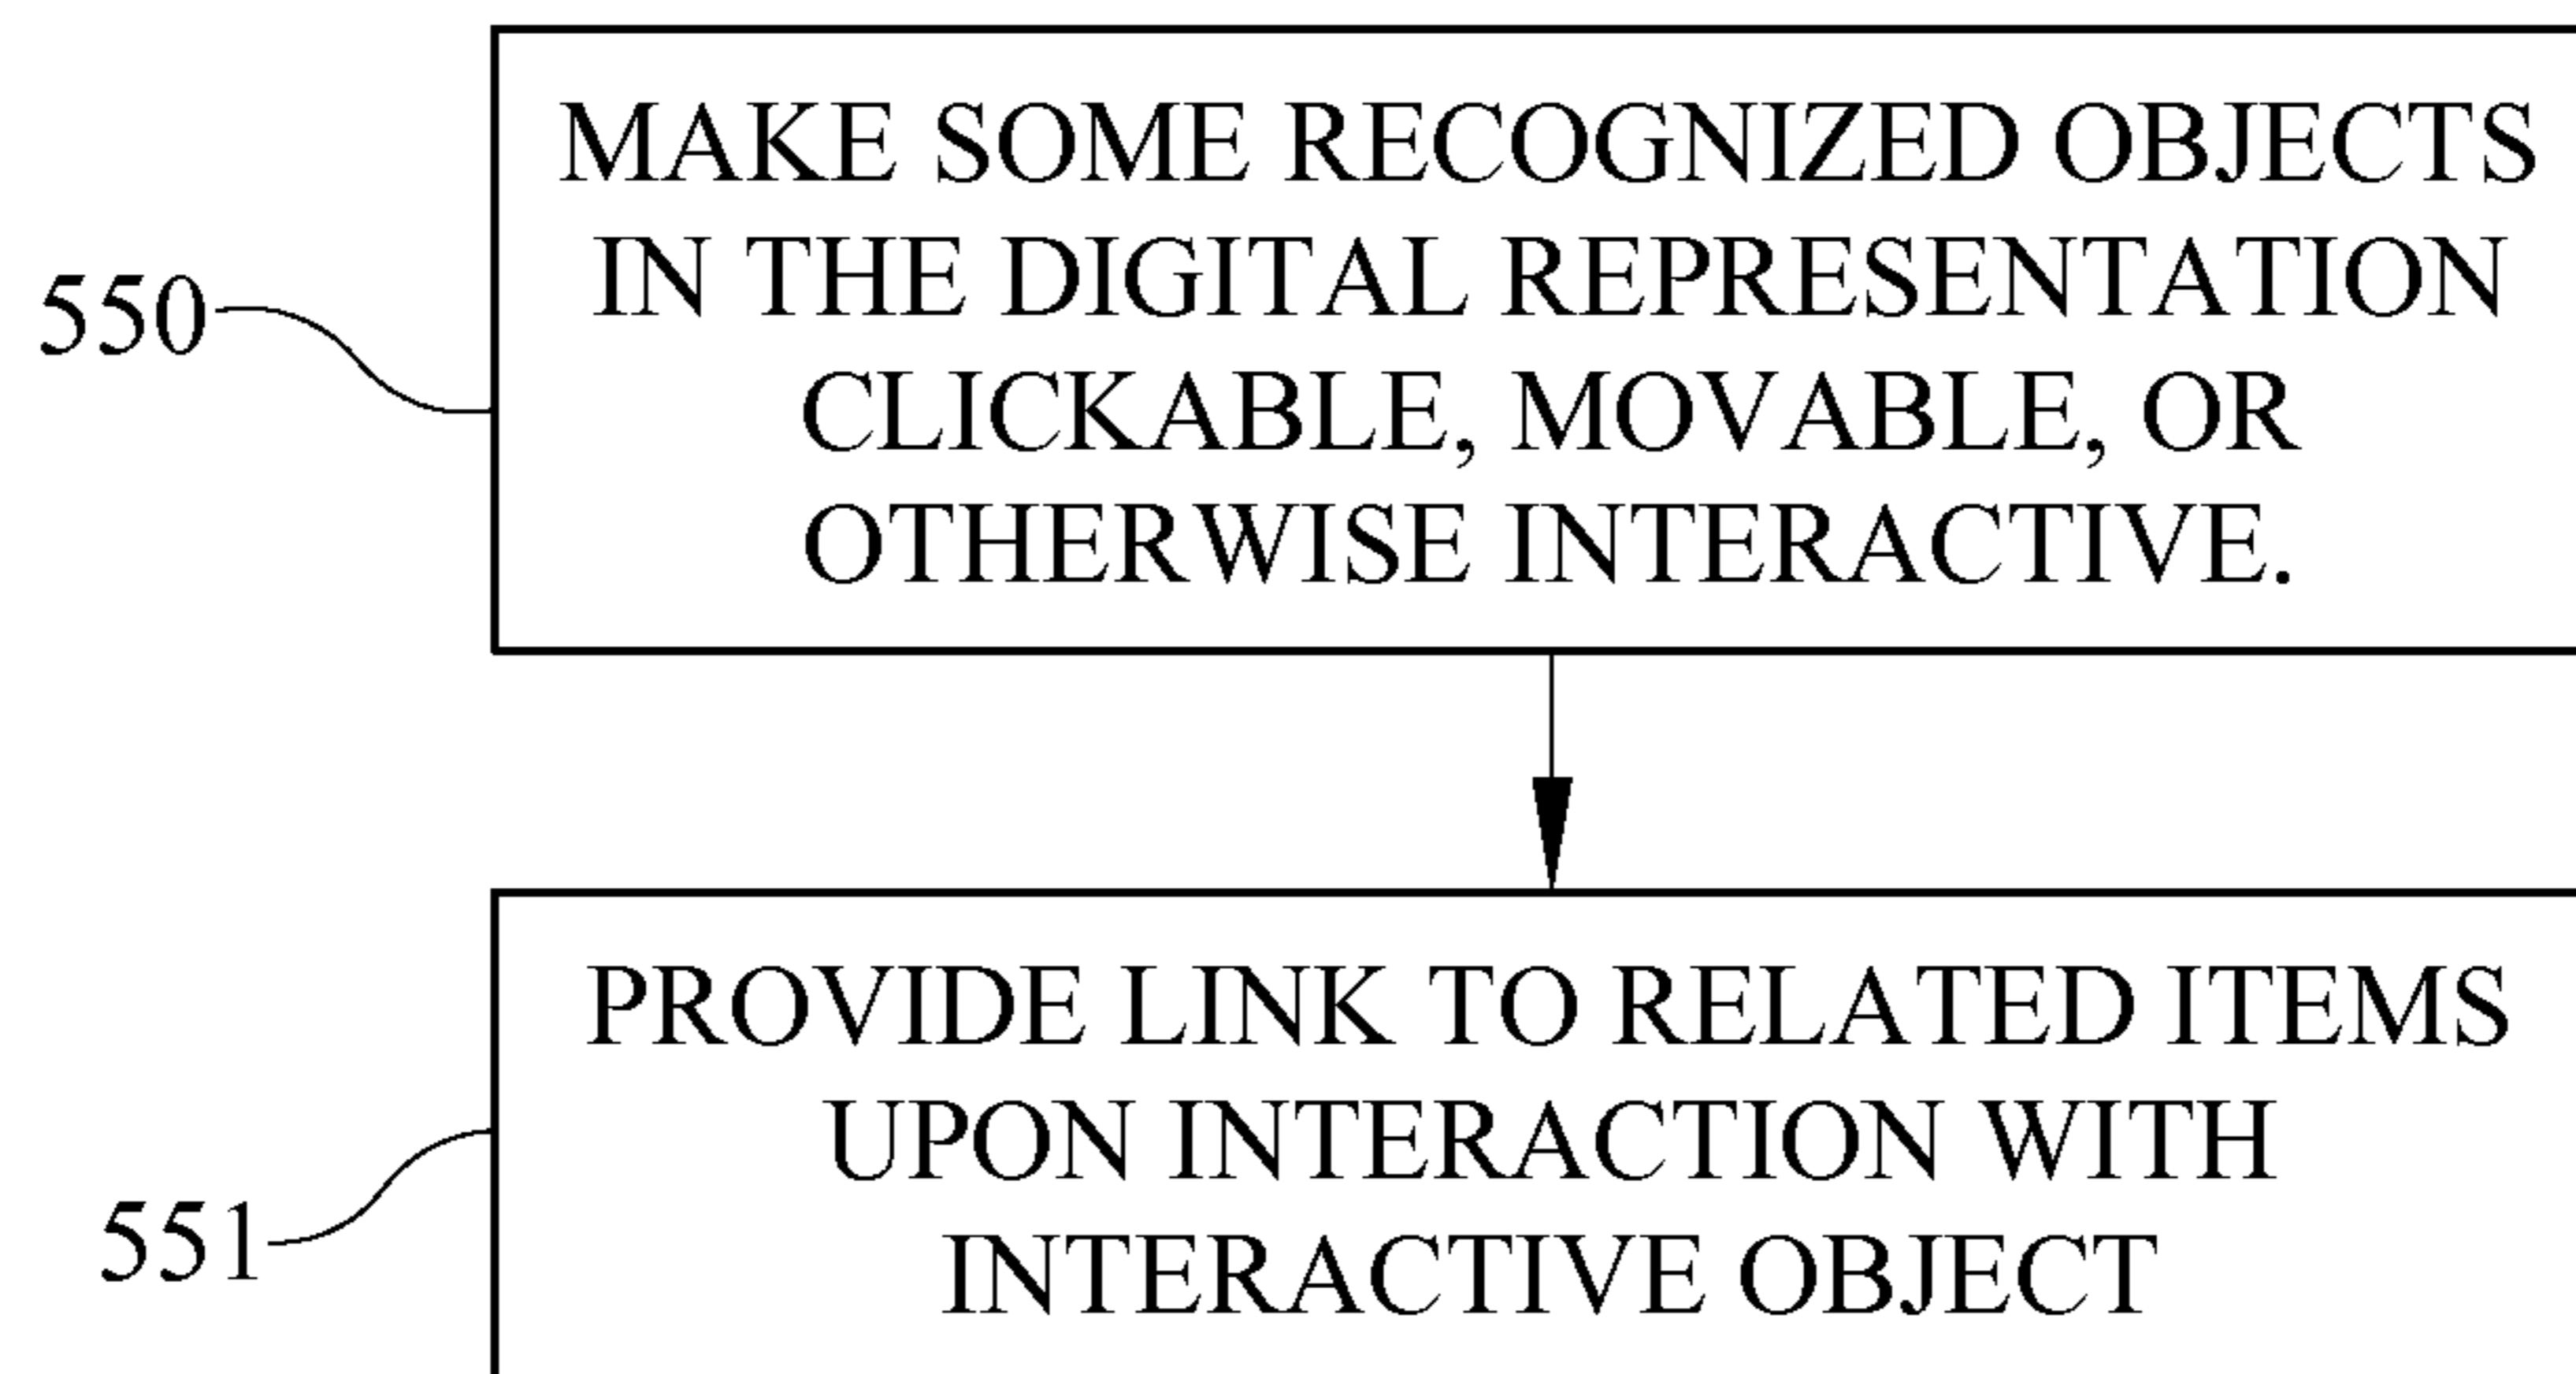 550
MAKE SOME RECOGNIZED OBJECTS
IN THE DIGITAL REPRESENTATION
CLICKABLE, MOVABLE, OR
OTHERWISE INTERACTIVE.
551
PROVIDE LINK TO RELATED ITEMS
UPON INTERACTION WITH
INTERACTIVE OBJECT